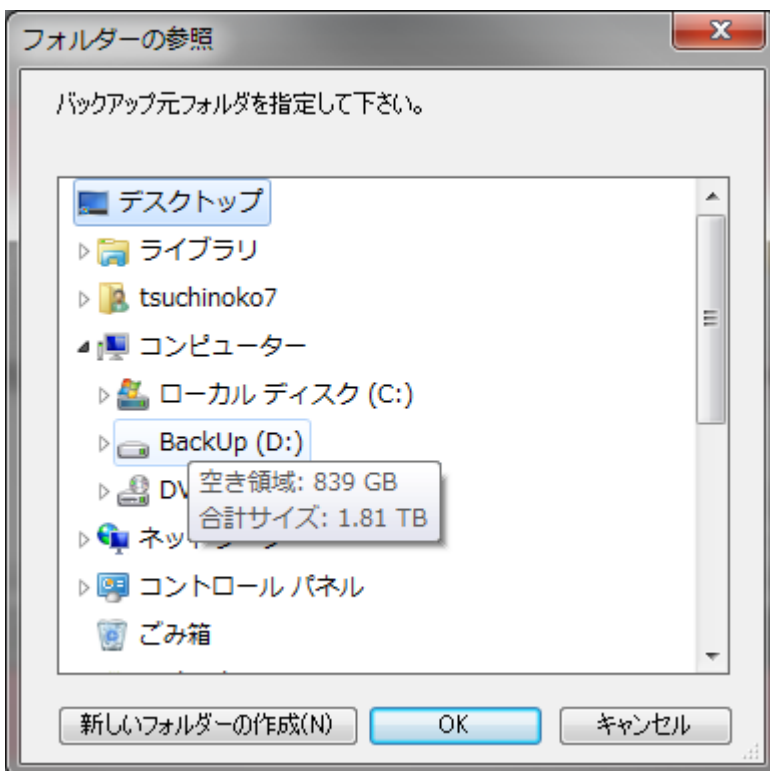 フォルダーの参照
バックアップ元フォルダを指定して下さい。
デスクトップ
ライブラリ
tsuchinoko7
コンピューター
ローカル ディスク (C:)
BackUp (D:)
空き領域: 839 GB
合計サイズ: 1.81 TB
コントロール パネル
ごみ箱
新しいフォルダーの作成(N)
OK
キャンセル